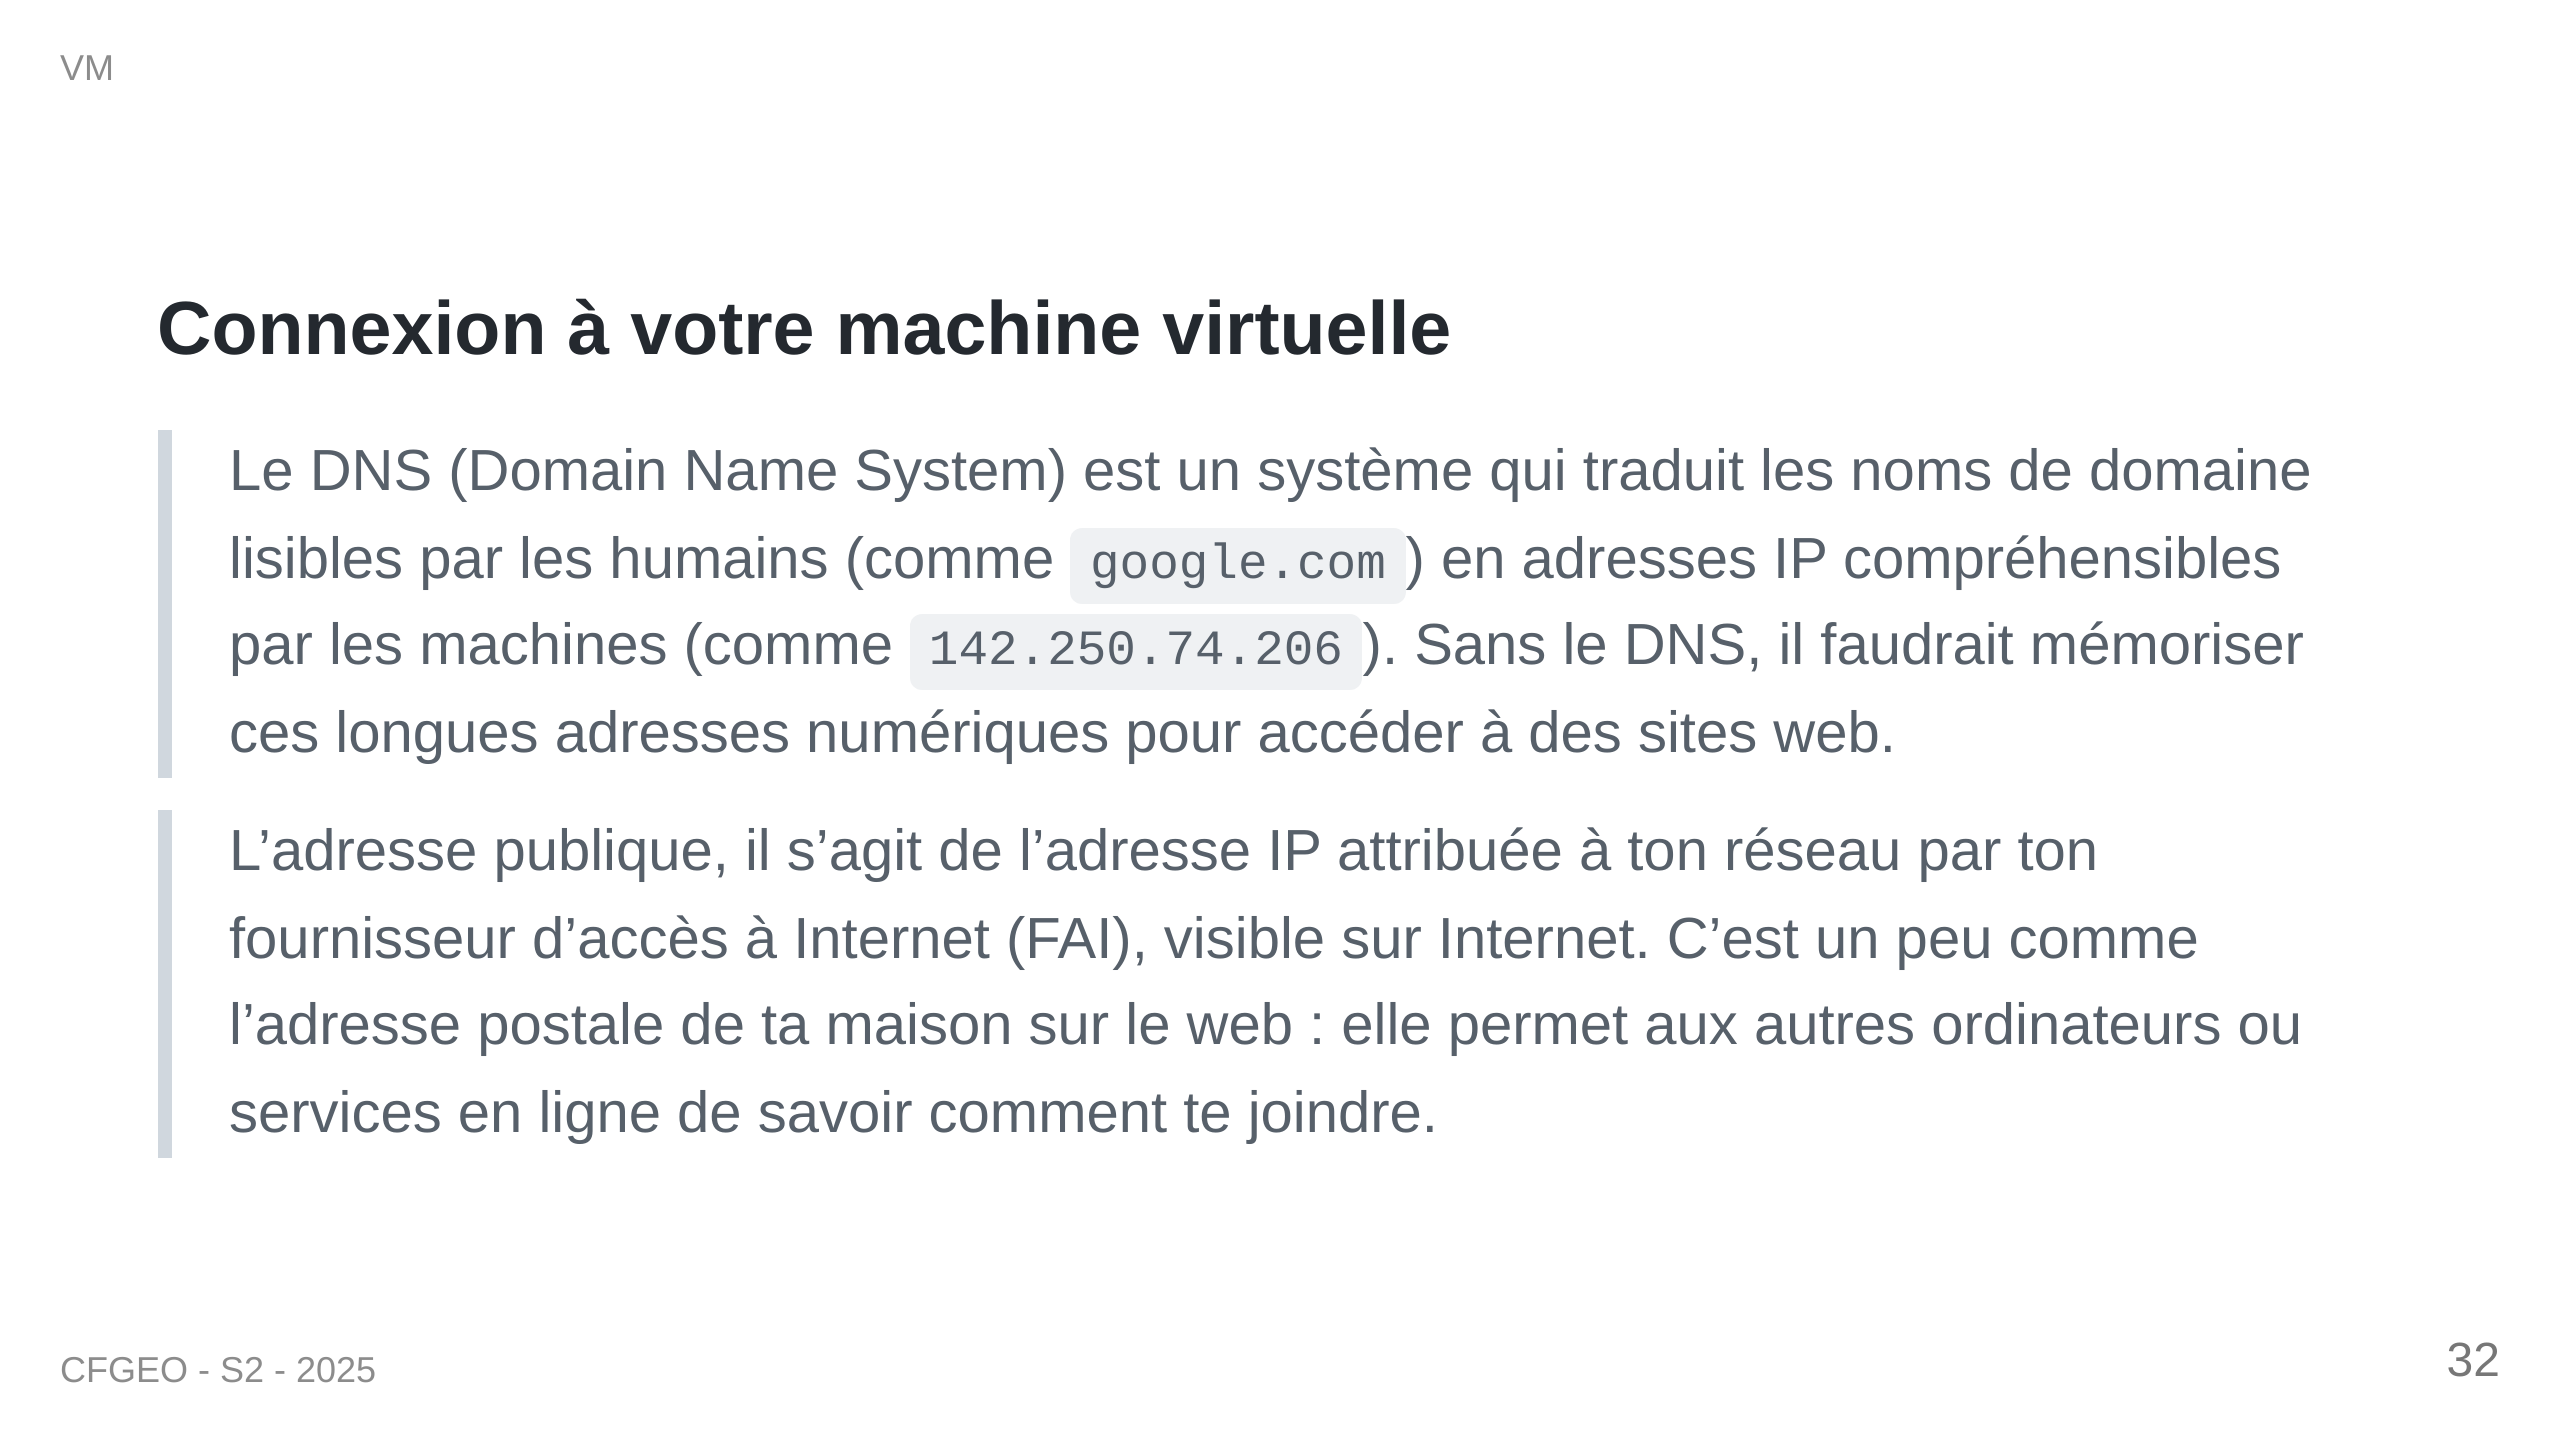 VM
Connexion à votre machine virtuelle
Le DNS (Domain Name System) est un système qui traduit les noms de domaine
lisibles par les humains (comme google.com) en adresses IP compréhensibles
par les machines (comme 142.250.74.206). Sans le DNS, il faudrait mémoriser
ces longues adresses numériques pour accéder à des sites web.
L’adresse publique, il s’agit de l’adresse IP attribuée à ton réseau par ton
fournisseur d’accès à Internet (FAI), visible sur Internet. C’est un peu comme
l’adresse postale de ta maison sur le web : elle permet aux autres ordinateurs ou
services en ligne de savoir comment te joindre.
CFGEO - S2 - 2025
32